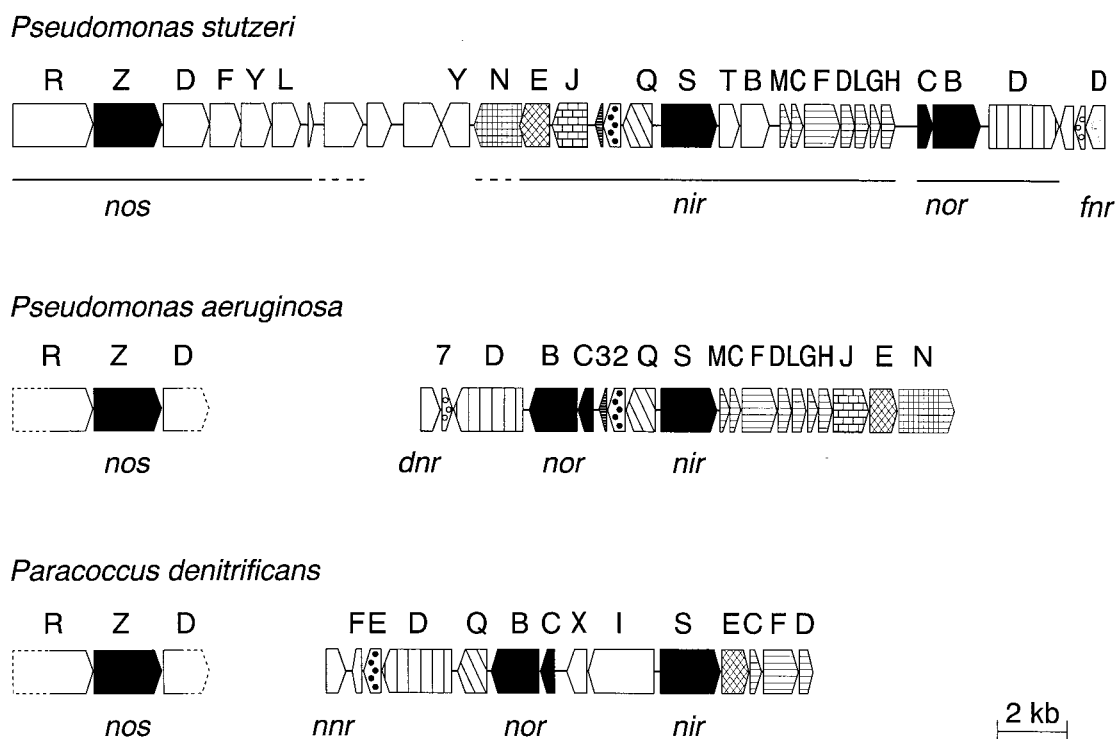 Pseudomonas stutzeri
R Z D F Y L Y N E J Q S T B M C F D L G H C B D D
nos nir nor fnr
Pseudomonas aeruginosa
R Z D 7 D B C 3 2 Q S M C F D L G H J E N
nos dnr nor nir
Paracoccus denitrificans
R Z D F E D Q B C X I S E C F D
2 kb
nos nnr nor nir